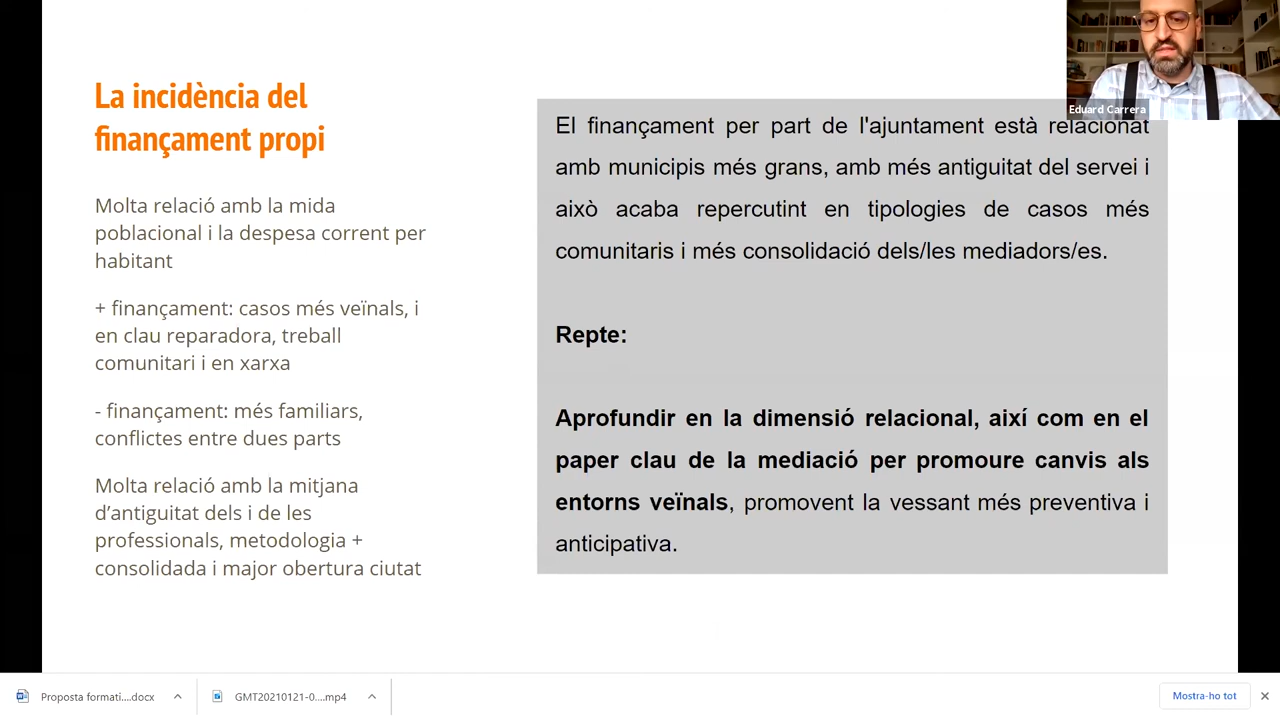 La incidència del
finançament propi
Molta relació amb la mida
poblacional i la despesa corrent per
habitant
+ finançament: casos més veïnals, i
en clau reparadora, treball
comunitari i en xarxa
- finançament: més familiars,
conflictes entre dues parts
Molta relació amb la mitjana
d’antiguitat dels i de les
professionals, metodologia +
consolidada i major obertura ciutat
El finançament per part de l'ajuntament està relacionat
amb municipis més grans, amb més antiguitat del servei i
això acaba repercutint en tipologies de casos més
comunitaris i més consolidació dels/les mediadors/es.
Repte:
Aprofundir en la dimensió relacional, així com en el
paper clau de la mediació per promoure canvis als
entorns veïnals, promovent la vessant més preventiva i
anticipativa.
Eduard Carrera
Proposta formati....docx
GMT20210121-0....mp4
Mostra-ho tot